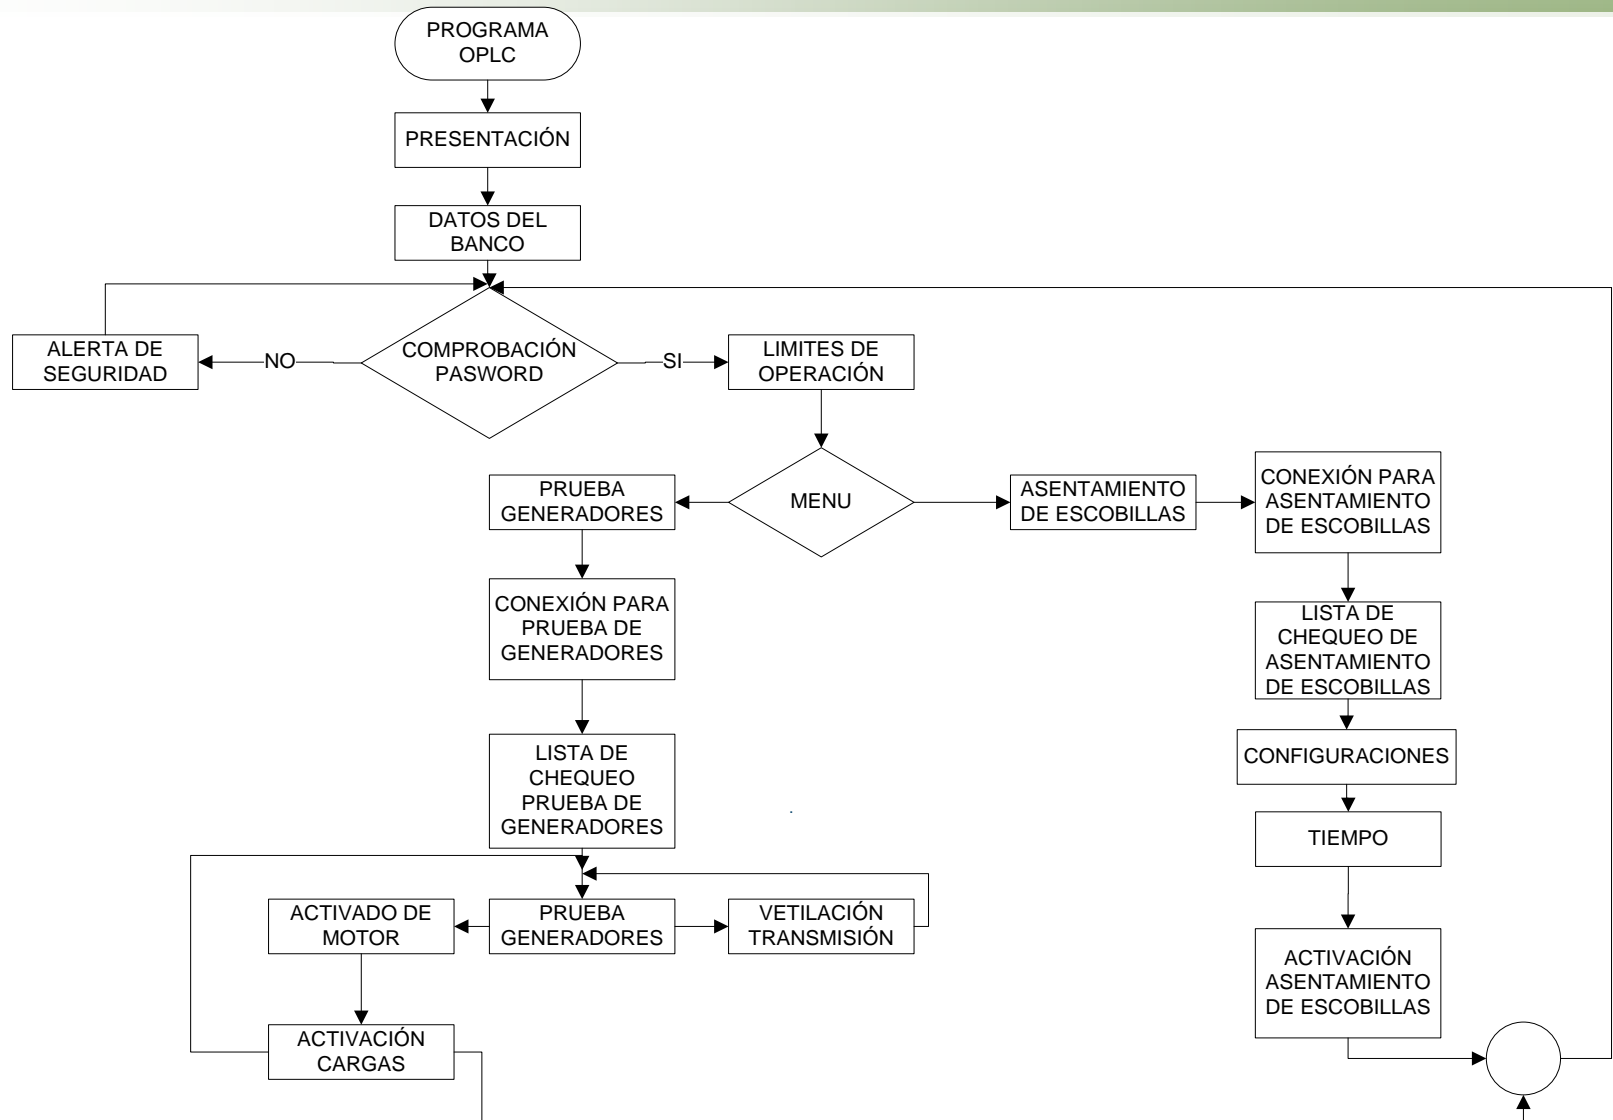 PROGRAMA
OPLC
PRESENTACIÓN
DATOS DEL
BANCO
ALERTA DE
SEGURIDAD
NO
COMPROBACIÓN
PASWORD
SI
LIMITES DE
OPERACIÓN
PRUEBA
GENERADORES
MENU
ASENTAMIENTO
DE ESCOBILLAS
CONEXIÓN PARA
ASENTAMIENTO
DE ESCOBILLAS
CONEXIÓN PARA
PRUEBA DE
GENERADORES
LISTA DE
CHEQUEO DE
ASENTAMIENTO
DE ESCOBILLAS
LISTA DE
CHEQUEO
PRUEBA DE
GENERADORES
CONFIGURACIONES
TIEMPO
ACTIVADO DE
MOTOR
PRUEBA
GENERADORES
VETILACIÓN
TRANSMISIÓN
ACTIVACIÓN
ASENTAMIENTO
DE ESCOBILLAS
ACTIVACIÓN
CARGAS